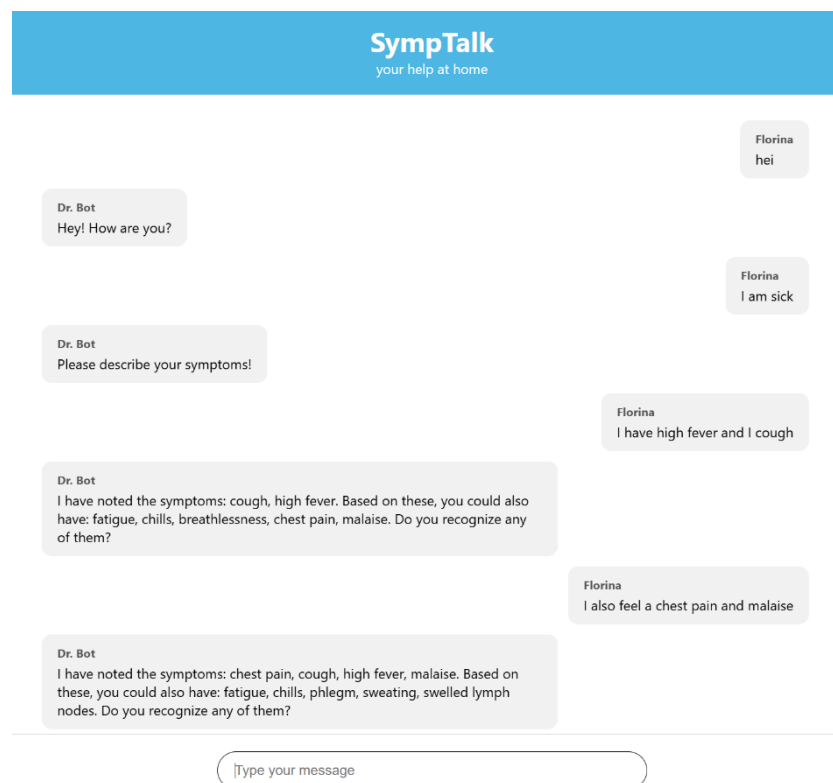 SympTalk
your help at home
Florina
hei
Dr. Bot
Hey! How are you?
Florina
I am sick
Dr. Bot
Please describe your symptoms!
Florina
I have high fever and I cough
Dr. Bot
I have noted the symptoms: cough, high fever. Based on these, you could also
have: fatigue, chills, breathlessness, chest pain, malaise. Do you recognize any
of them?
Florina
I also feel a chest pain and malaise
Dr. Bot
I have noted the symptoms: chest pain, cough, high fever, malaise. Based on
these, you could also have: fatigue, chills, phlegm, sweating, swelled lymph
nodes. Do you recognize any of them?
Type your message